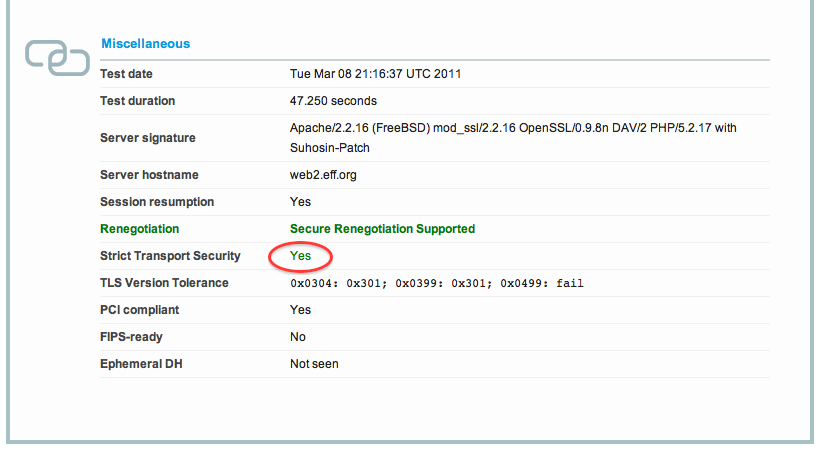 Miscellaneous
Test date Tue Mar 08 21:16:37 UTC 2011
Test duration 47.250 seconds
Server signature Apache/2.2.16 (FreeBSD) mod_ssl/2.2.16 OpenSSL/0.9.8n DAV/2 PHP/5.2.17 with
Suhosin-Patch
Server hostname web2.eff.org
Session resumption Yes
Renegotiation Secure Renegotiation Supported
Strict Transport Security Yes
TLS Version Tolerance 0x0304: 0x301; 0x0399: 0x301; 0x0499: fail
PCI compliant Yes
FIPS-ready No
Ephemeral DH Not seen